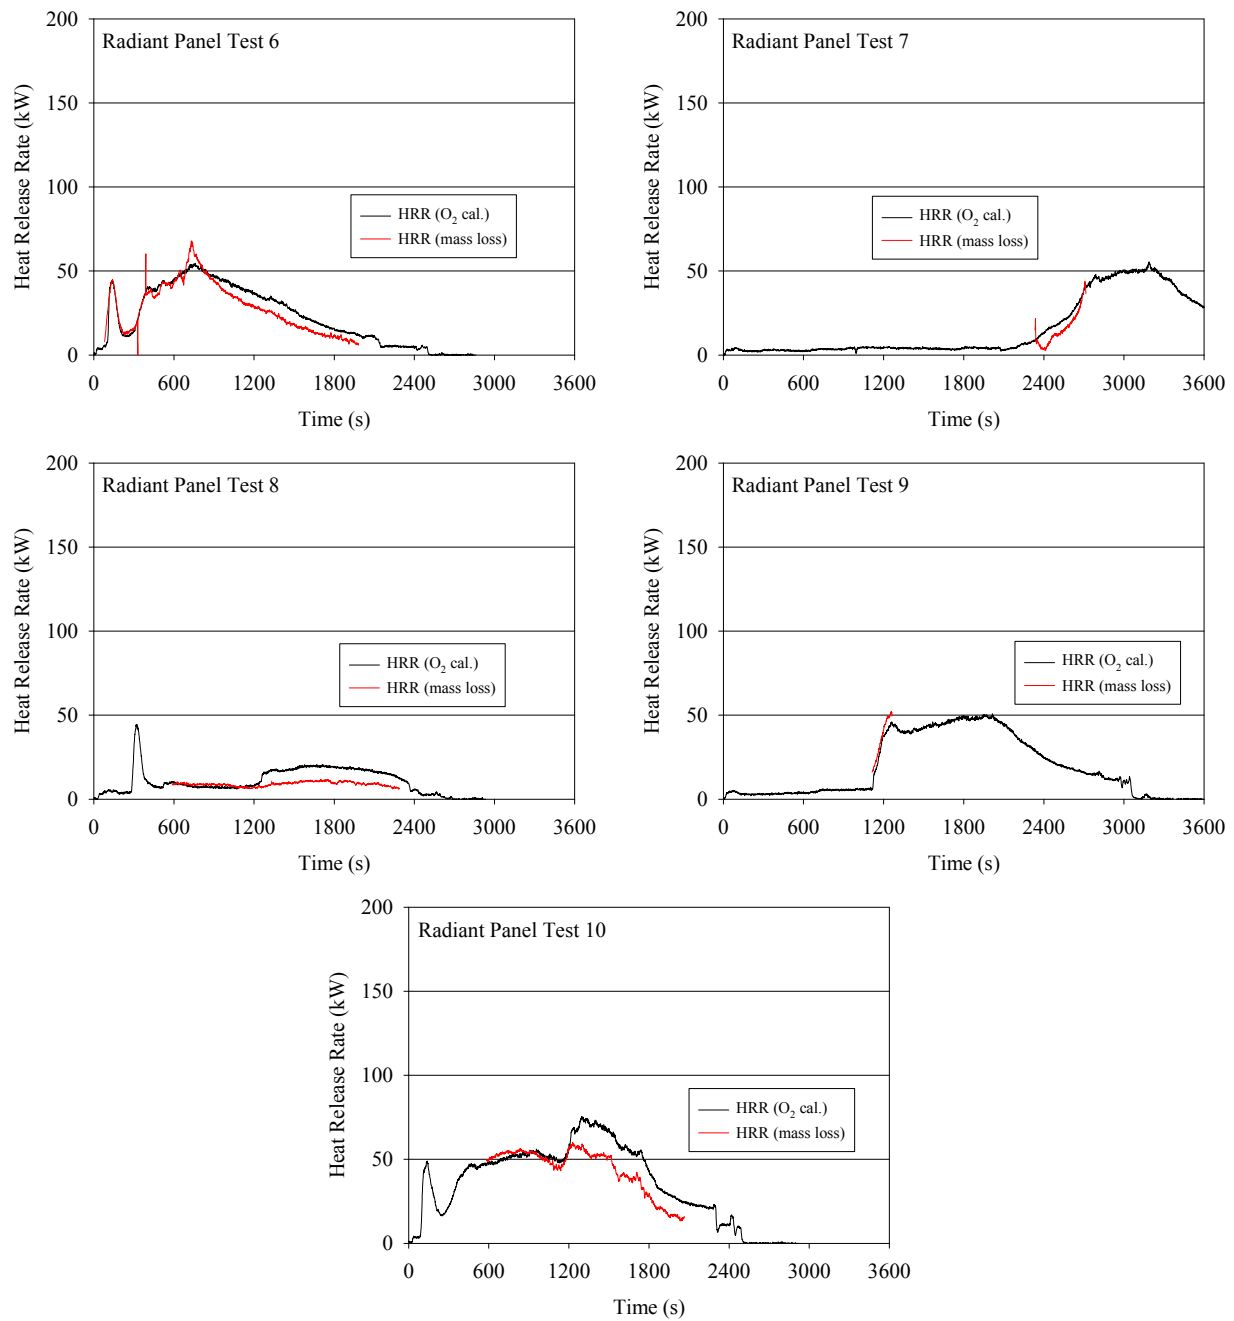 Radiant Panel Test 6
Heat Release Rate (kW)
200
150
100
50
0
HRR (O₂ cal.)
HRR (mass loss)
0 600 1200 1800 2400 3000 3600
Time (s)
Radiant Panel Test 7
Heat Release Rate (kW)
200
150
100
50
0
HRR (O₂ cal.)
HRR (mass loss)
0 600 1200 1800 2400 3000 3600
Time (s)
Radiant Panel Test 8
Heat Release Rate (kW)
200
150
100
50
0
HRR (O₂ cal.)
HRR (mass loss)
0 600 1200 1800 2400 3000 3600
Time (s)
Radiant Panel Test 9
Heat Release Rate (kW)
200
150
100
50
0
HRR (O₂ cal.)
HRR (mass loss)
0 600 1200 1800 2400 3000 3600
Time (s)
Radiant Panel Test 10
Heat Release Rate (kW)
200
150
100
50
0
HRR (O₂ cal.)
HRR (mass loss)
0 600 1200 1800 2400 3000 3600
Time (s)